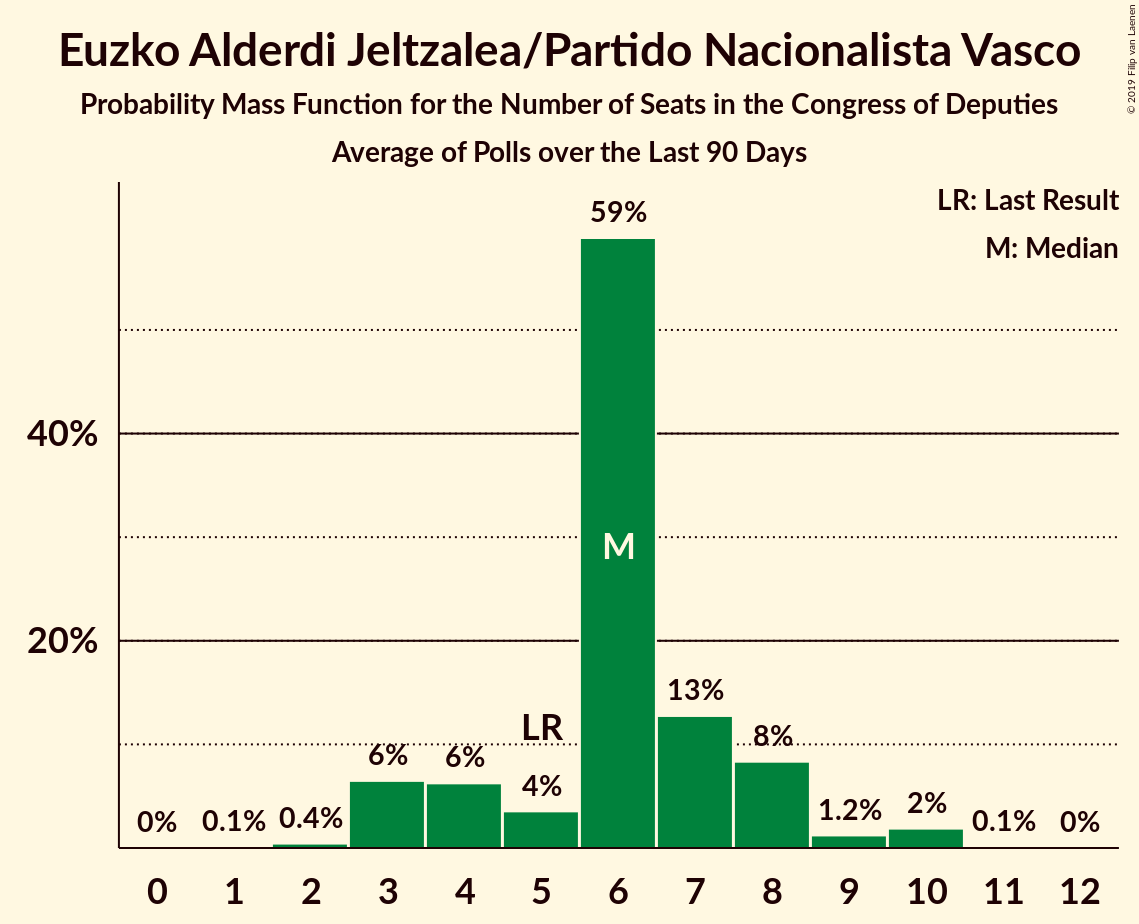 Euzko Alderdi Jeltzalea/Partido Nacionalista Vasco
Probability Mass Function for the Number of Seats in the Congress of Deputies
Average of Polls over the Last 90 Days
© 2019 Filip van Laenen
LR: Last Result
M: Median
59%
40%
M
20%
13%
LR
8%
6%
6%
4%
2%
1.2%
0%
0.1%
0.4%
0.1%
0%
0 1 2 3 4 5 6 7 8 9 10 11 12